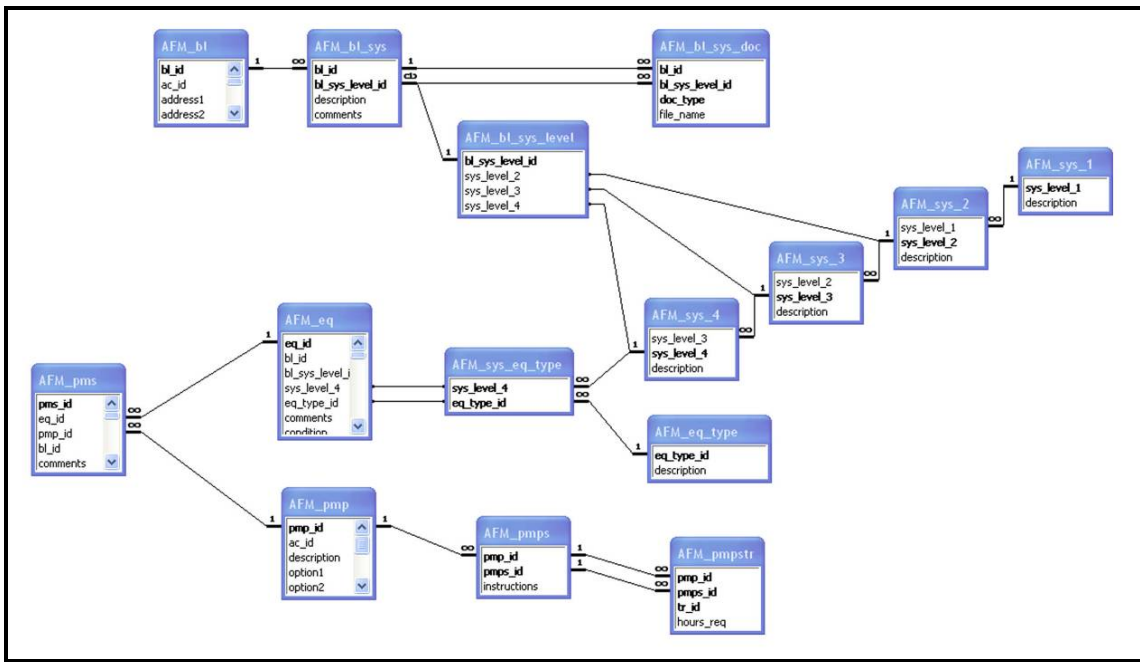 AFM_bl
bl_id
ac_id
address1
address2
1
∞
AFM_bl_sys
bl_id
bl_sys_level_id
description
comments
1
∞
∞
∞
AFM_bl_sys_doc
bl_id
bl_sys_level_id
doc_type
file_name
1
AFM_bl_sys_level
bl_sys_level_id
sys_level_2
sys_level_3
sys_level_4
AFM_sys_1
sys_level_1
description
1
∞
AFM_sys_2
sys_level_1
sys_level_2
description
1
∞
AFM_sys_3
sys_level_2
sys_level_3
description
1
∞
AFM_sys_4
sys_level_3
sys_level_4
description
1
AFM_eq
eq_id
bl_id
bl_sys_level_i
sys_level_4
eq_type_id
comments
condition
1
AFM_sys_eq_type
sys_level_4
eq_type_id
∞
∞
AFM_pms
pms_id
eq_id
pmp_id
bl_id
comments
∞
∞
AFM_eq_type
eq_type_id
description
1
AFM_pmp
pmp_id
ac_id
description
option1
option2
1
1
∞
AFM_pmps
pmp_id
pmps_id
instructions
1
1
∞
∞
AFM_pmpstr
pmp_id
pmps_id
tr_id
hours_req